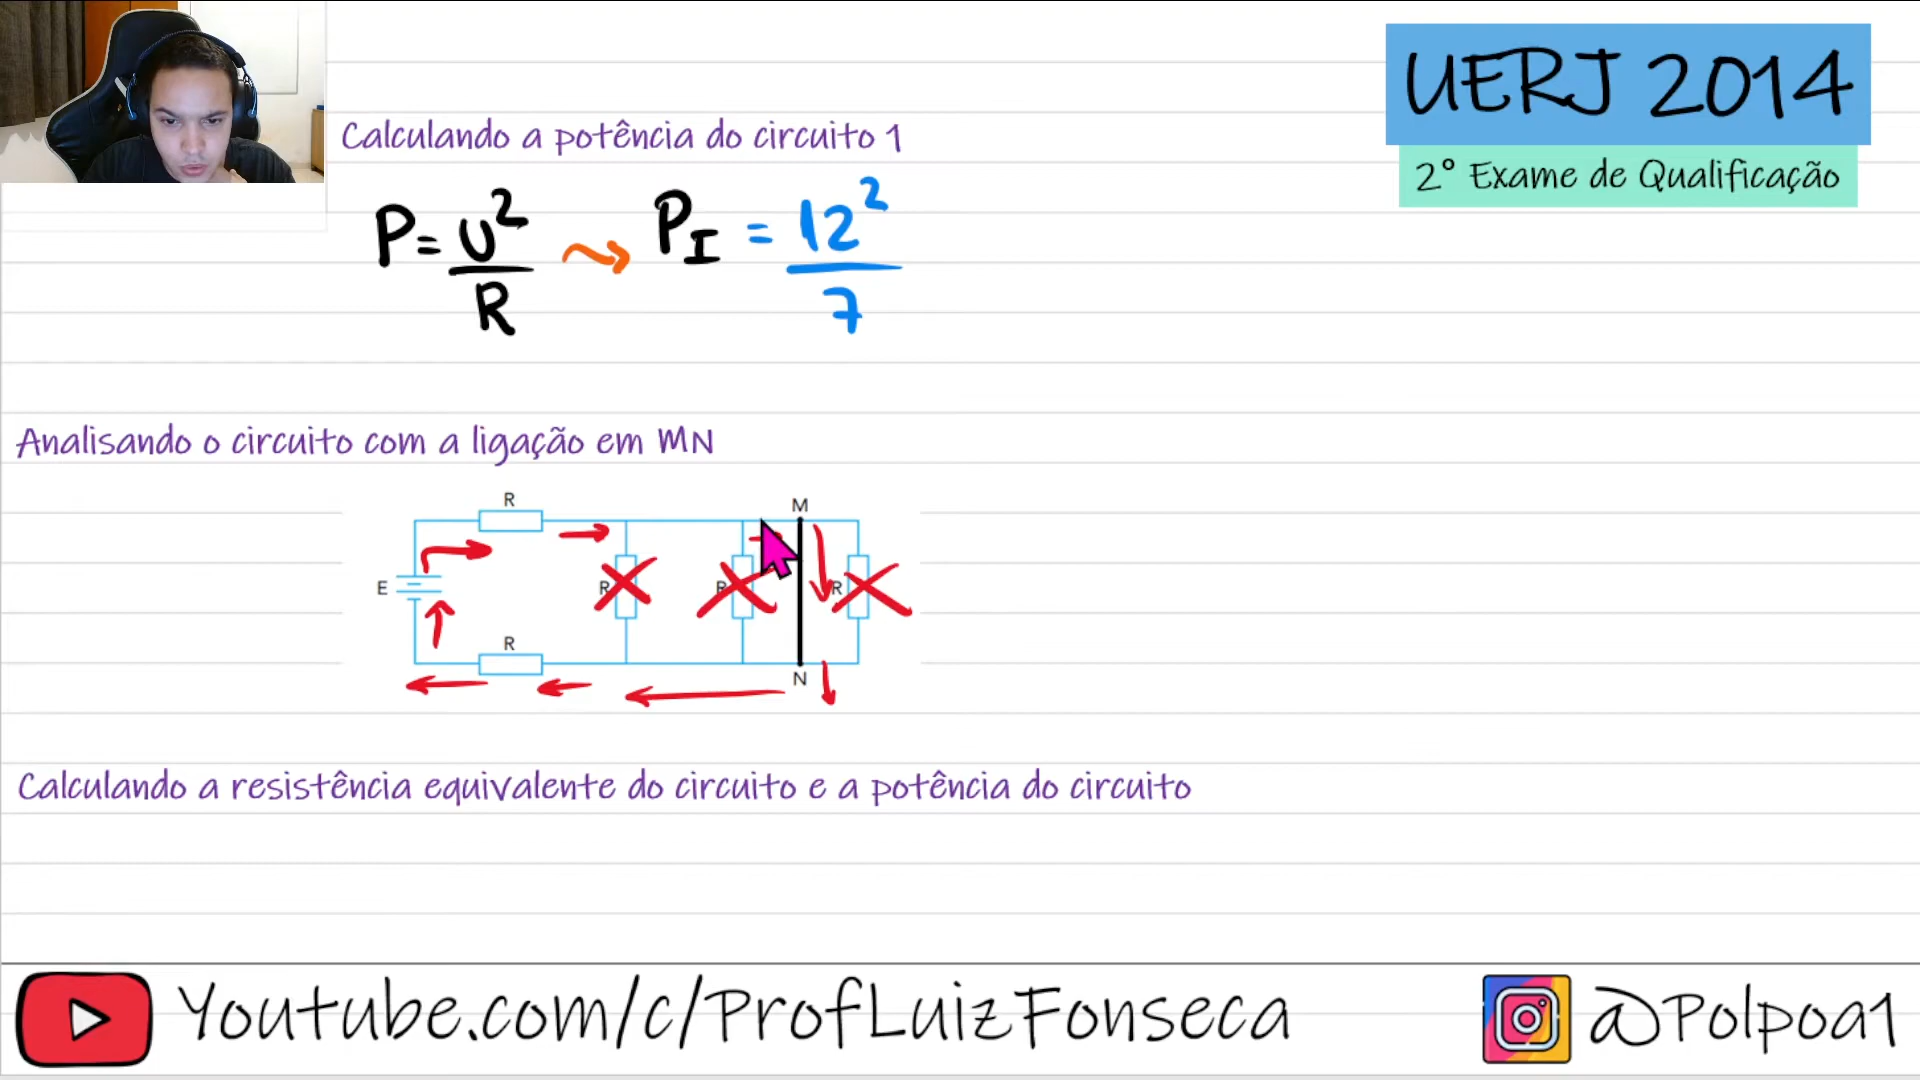 UERJ 2014
2° Exame de Qualificação
Calculando a potência do circuito 1
P = U²/R ⤳ P_I = 12²/7
Analisando o circuito com a ligação em MN
R M
E R R R
R N
Calculando a resistência equivalente do circuito e a potência do circuito
Youtube.com/c/ProfLuizFonseca @Polpoa1